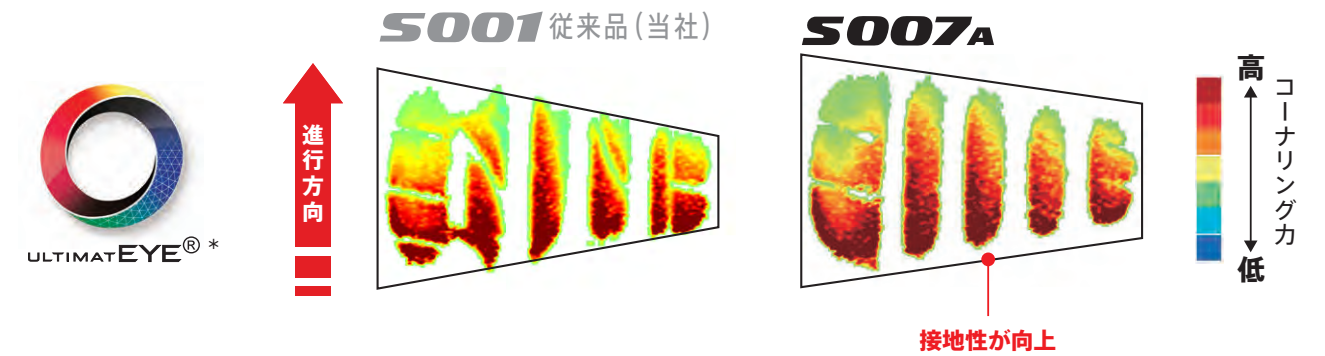 S001 従来品(当社)
S007A
ULTIMATEYE® *
進行方向
高
コーナリング力
低
接地性が向上